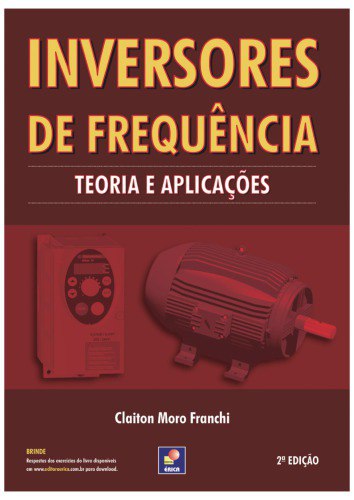 INVERSORES
DE FREQUÊNCIA
TEORIA E APLICAÇÕES
Claiton Moro Franchi
BRINDE
Respostas dos exercícios do livro disponíveis
em www.editoraerica.com.br para download.
ÉRICA
2ª EDIÇÃO